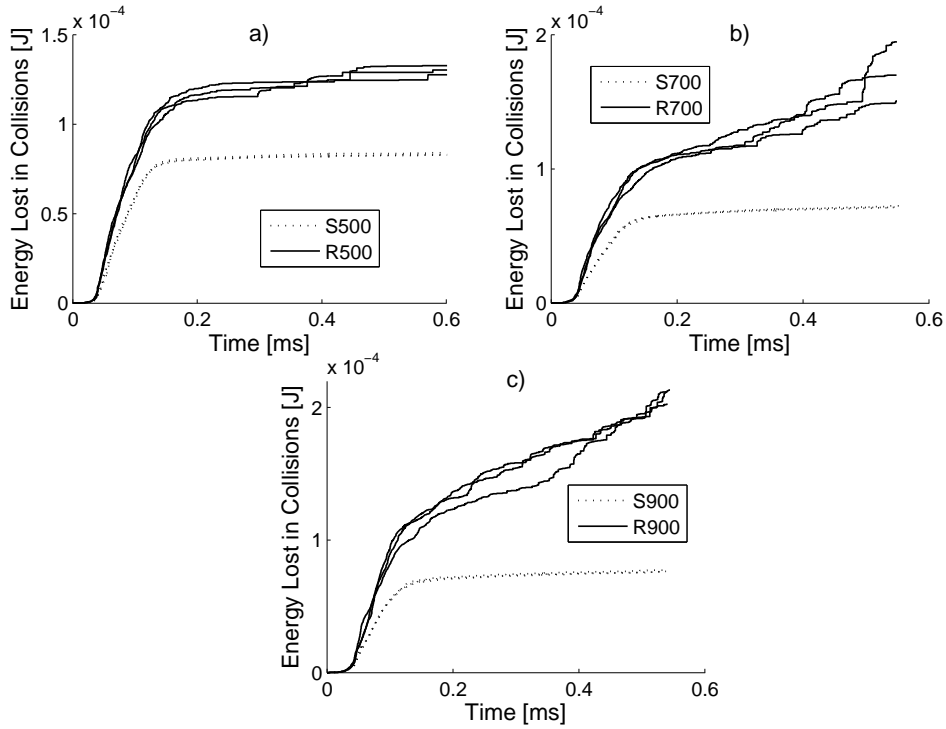 x 10⁻⁴
a)
Energy Lost in Collisions [J]
1.5
1
0.5
0
S500
R500
0
0.2
0.4
0.6
Time [ms]
x 10⁻⁴
b)
Energy Lost in Collisions [J]
2
1
0
S700
R700
0
0.2
0.4
0.6
Time [ms]
x 10⁻⁴
c)
Energy Lost in Collisions [J]
2
1
0
S900
R900
0
0.2
0.4
0.6
Time [ms]